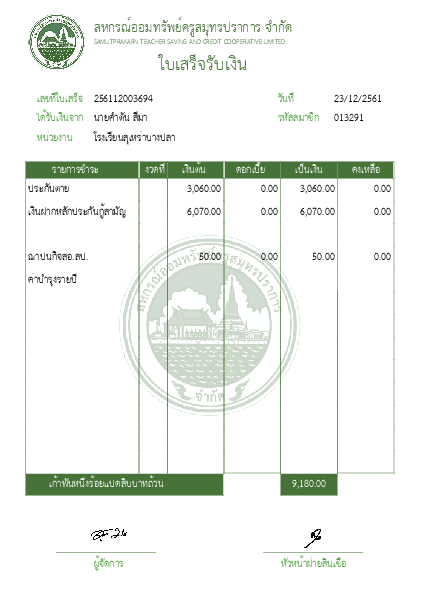 สหกรณ์ออมทรัพย์ครูสมุทรปราการ จำกัด
SAMUTPRAKARN TEACHER SAVING AND CREDIT COOPERATIVE LIMITED.
ใบเสร็จรับเงิน
เลขที่ใบเสร็จ 256112003694 วันที่ 23/12/2561
ได้รับเงินจาก นายคำตัน สีมา รหัสสมาชิก 013291
หน่วยงาน โรงเรียนสุเหร่าบางปลา
รายการชำระ งวดที่ เงินต้น ดอกเบี้ย เป็นเงิน คงเหลือ
ประกันตาย 3,060.00 0.00 3,060.00 0.00
เงินฝากหลักประกันกู้สามัญ 6,070.00 0.00 6,070.00 0.00
ฌาปนกิจสอ.สป. 50.00 0.00 50.00 0.00
ค่าบำรุงรายปี
สหกรณ์ออมทรัพย์ครูสมุทรปราการ
จำกัด
เก้าพันหนึ่งร้อยแปดสิบบาทถ้วน 9,180.00
ผู้จัดการ หัวหน้าฝ่ายสินเชื่อ